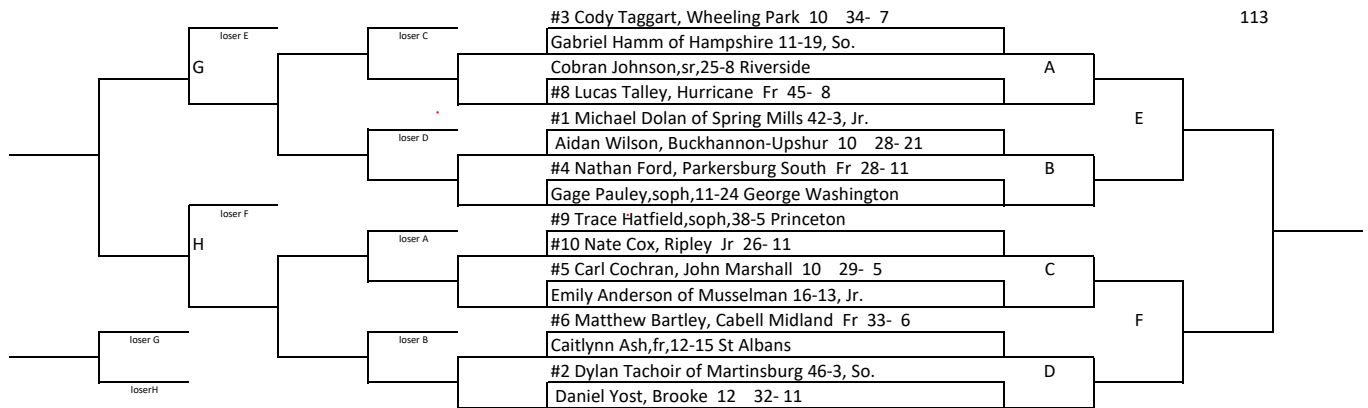 #3 Cody Taggart, Wheeling Park 10 34- 7
113
loser E
loser C
Gabriel Hamm of Hampshire 11-19, So.
G
Cobran Johnson,sr,25-8 Riverside
A
#8 Lucas Talley, Hurricane Fr 45- 8
#1 Michael Dolan of Spring Mills 42-3, Jr.
E
loser D
Aidan Wilson, Buckhannon-Upshur 10 28- 21
#4 Nathan Ford, Parkersburg South Fr 28- 11
B
Gage Pauley,soph,11-24 George Washington
loser F
#9 Trace Hatfield,soph,38-5 Princeton
H
loser A
#10 Nate Cox, Ripley Jr 26- 11
#5 Carl Cochran, John Marshall 10 29- 5
C
Emily Anderson of Musselman 16-13, Jr.
#6 Matthew Bartley, Cabell Midland Fr 33- 6
F
loser G
loser B
Caitlynn Ash,fr,12-15 St Albans
#2 Dylan Tachoir of Martinsburg 46-3, So.
D
loserH
Daniel Yost, Brooke 12 32- 11